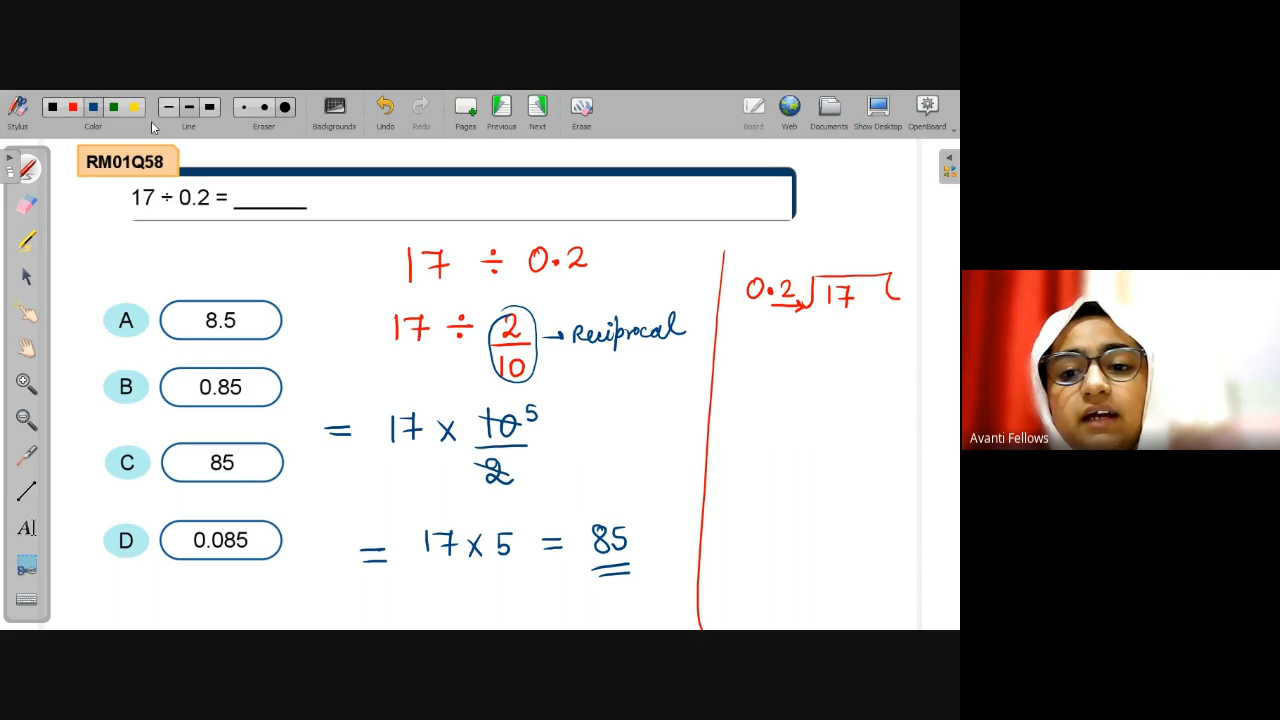 Stylus
Color
Line
Eraser
Backgrounds
Undo
Redo
Pages
Previous
Next
Erase
Board
Web
Documents
Show Desktop
OpenBoard
RM01Q58
17 ÷ 0.2 = ______
A 8.5
B 0.85
C 85
D 0.085
17 ÷ 0.2
17 ÷ 2/10 → Reciprocal
= 17 × 10/2 5
= 17 × 5 = 85
0.2 17
AI
Avanti Fellows